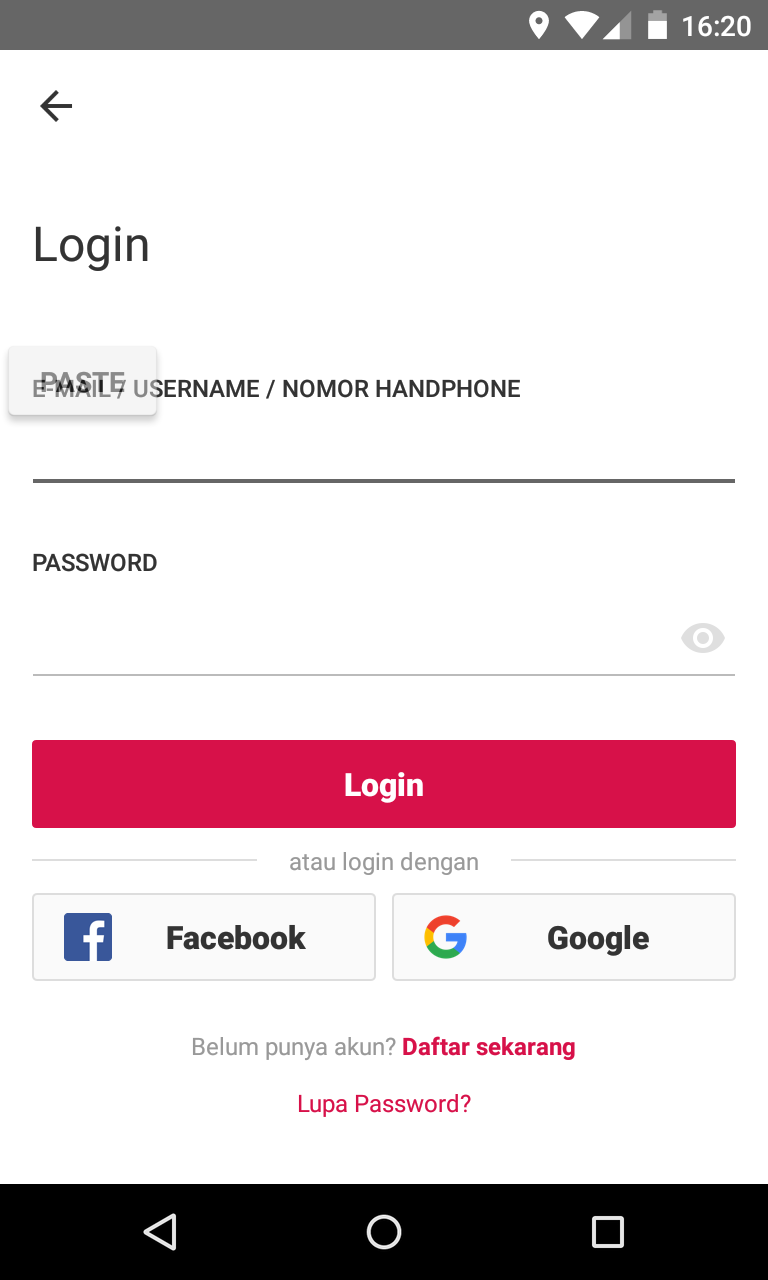 16:20
Login
PASTE
E-MAIL / USERNAME / NOMOR HANDPHONE
PASSWORD
Login
atau login dengan
Facebook
Google
Belum punya akun? Daftar sekarang
Lupa Password?